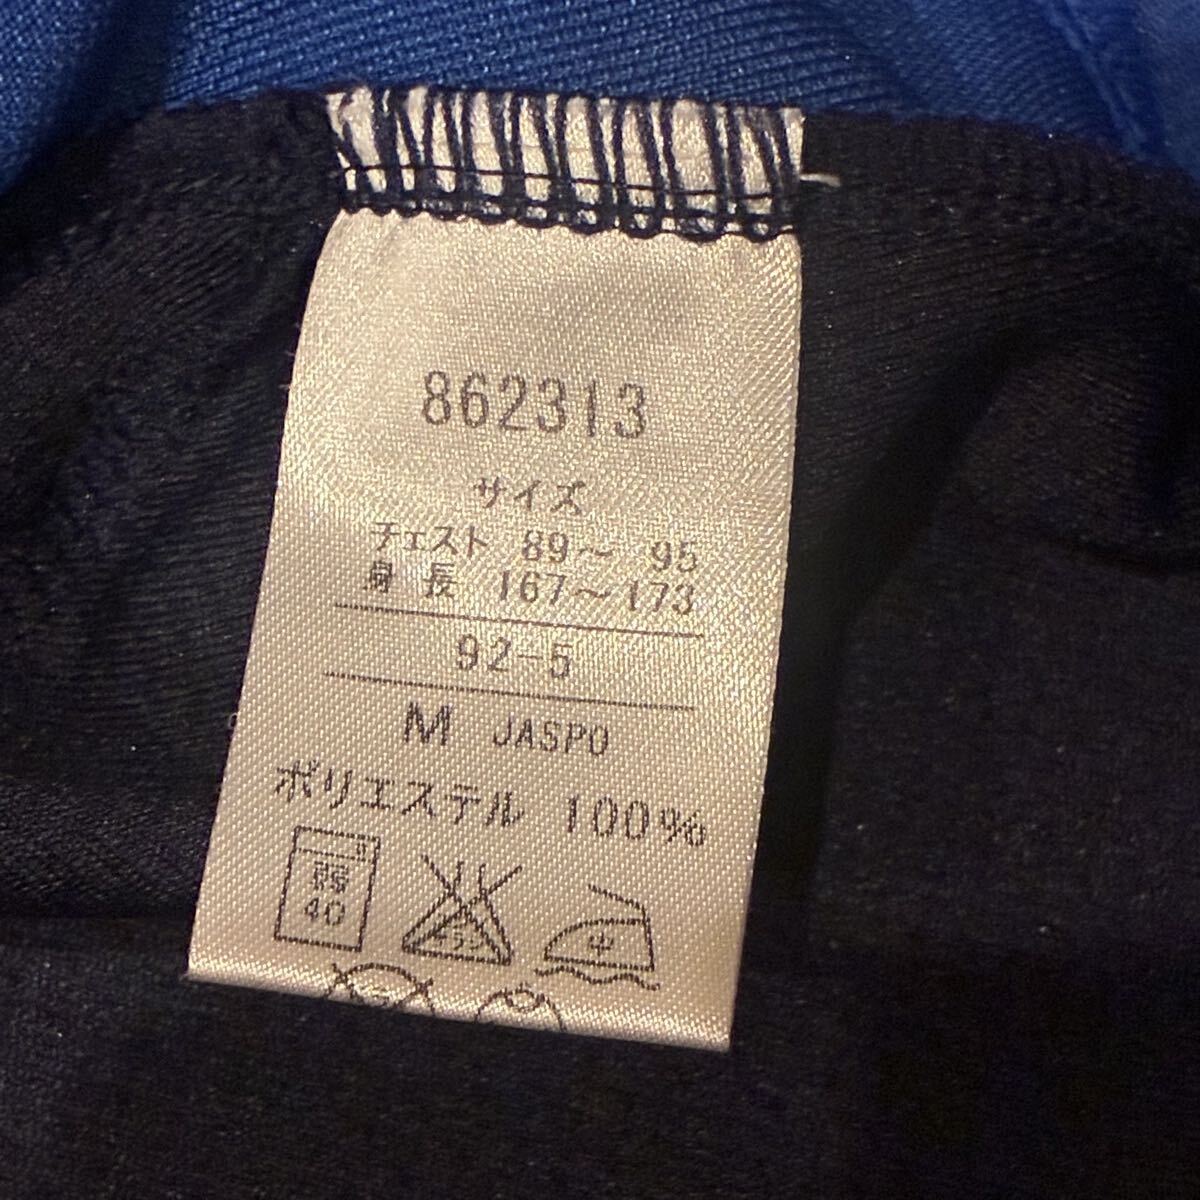 862313
サイズ
チェスト 89～ 95
身長 167～173
92-5
M JASPO
ポリエステル 100%
弱
40
中